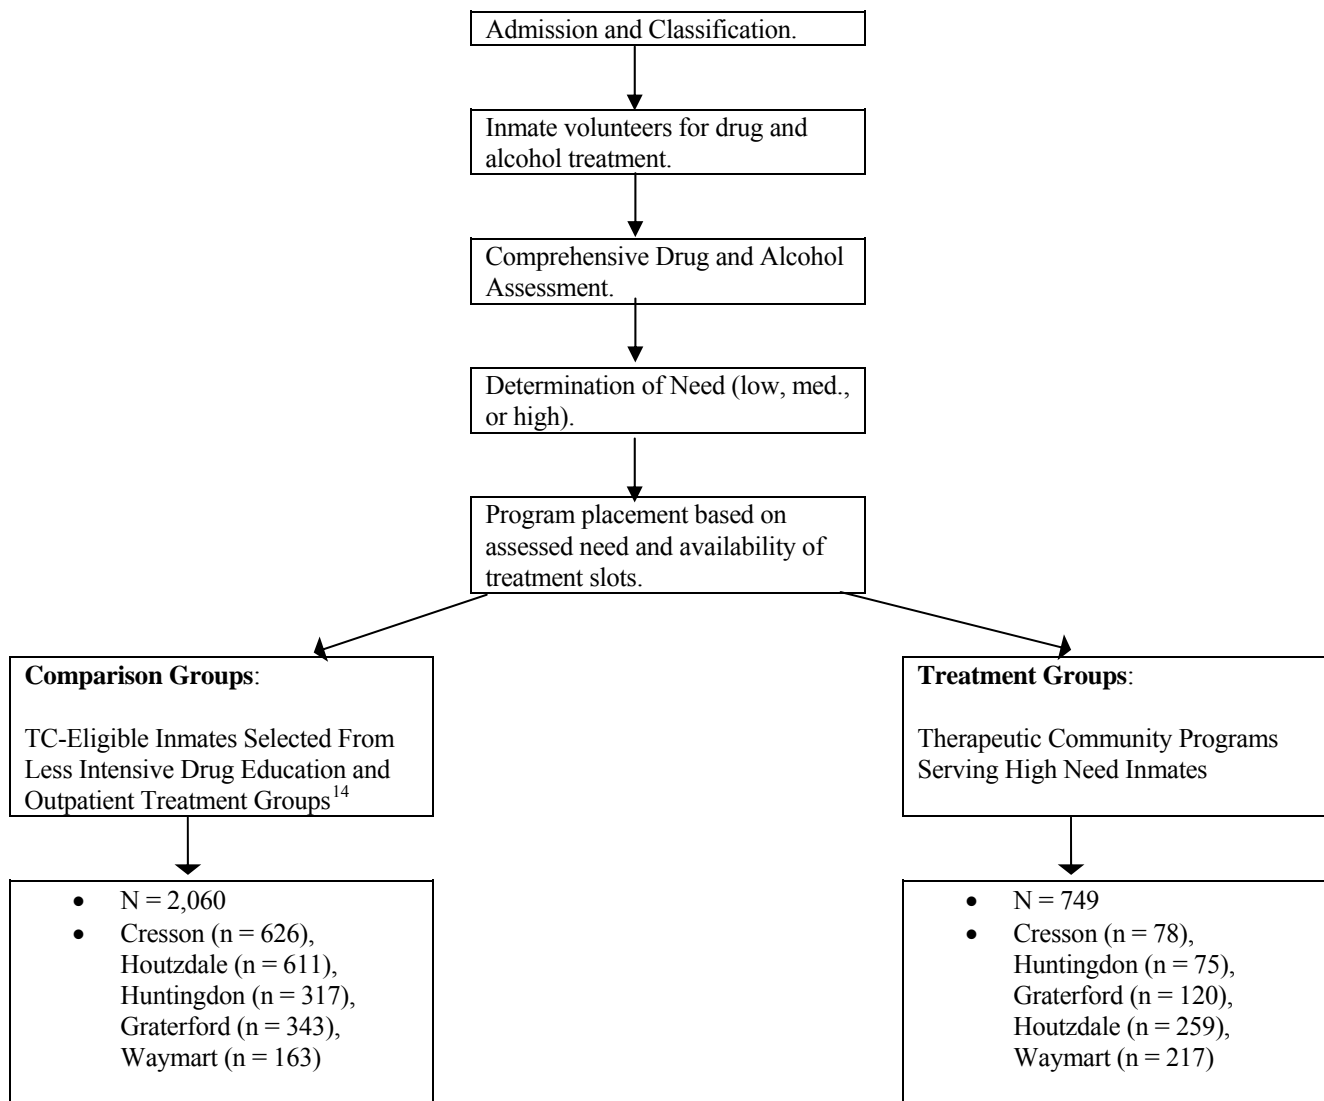 Admission and Classification.
Inmate volunteers for drug and
alcohol treatment.
Comprehensive Drug and Alcohol
Assessment.
Determination of Need (low, med.,
or high).
Program placement based on
assessed need and availability of
treatment slots.
Comparison Groups:
TC-Eligible Inmates Selected From
Less Intensive Drug Education and
Outpatient Treatment Groups14
Treatment Groups:
Therapeutic Community Programs
Serving High Need Inmates
• N = 2,060
• Cresson (n = 626),
Houtzdale (n = 611),
Huntingdon (n = 317),
Graterford (n = 343),
Waymart (n = 163)
• N = 749
• Cresson (n = 78),
Huntingdon (n = 75),
Graterford (n = 120),
Houtzdale (n = 259),
Waymart (n = 217)